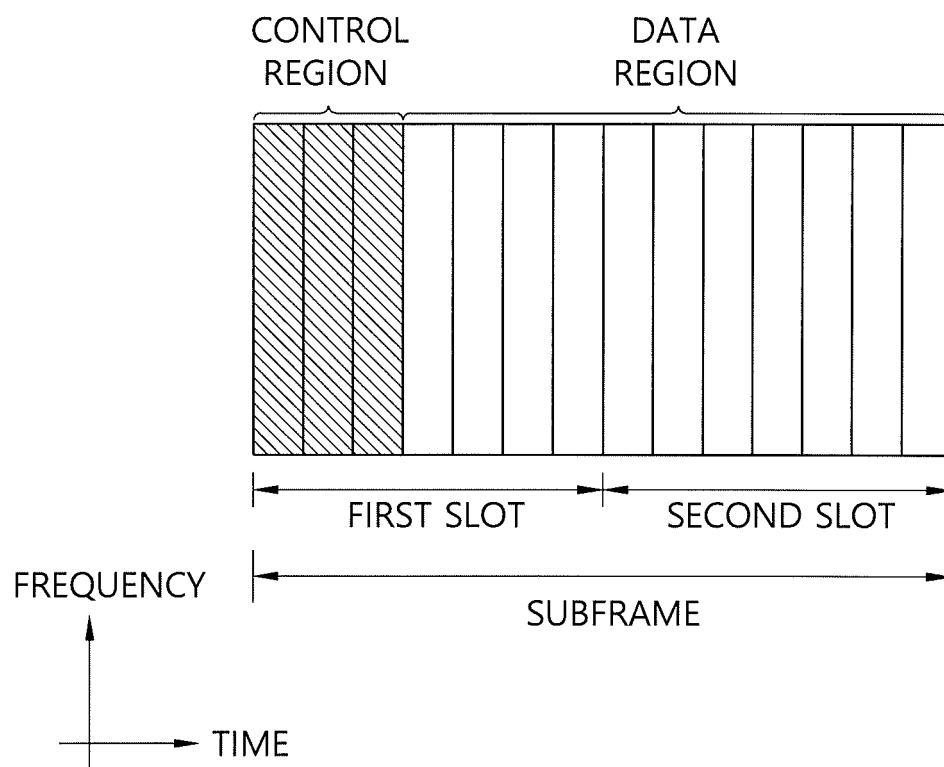 CONTROL
REGION
DATA
REGION
FIRST SLOT
SECOND SLOT
SUBFRAME
FREQUENCY
TIME